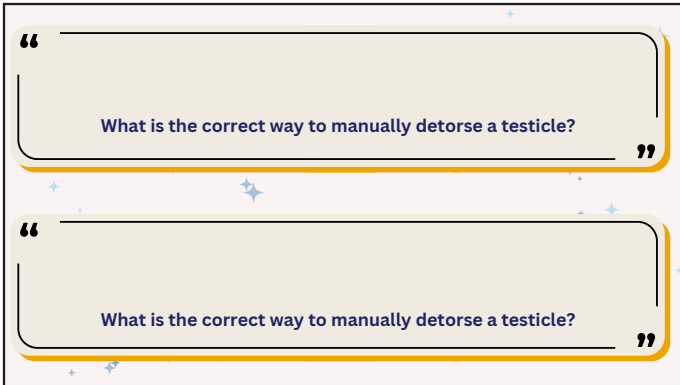 “
What is the correct way to manually detorse a testicle?
”
“
What is the correct way to manually detorse a testicle?
”